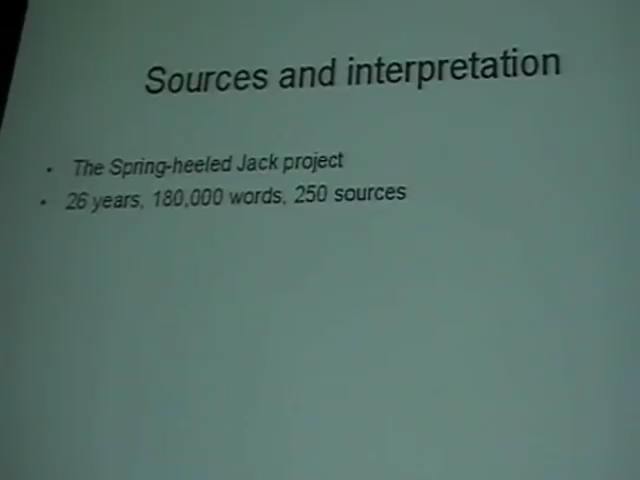 Sources and interpretation
• The Spring-heeled Jack project
• 26 years, 180,000 words, 250 sources